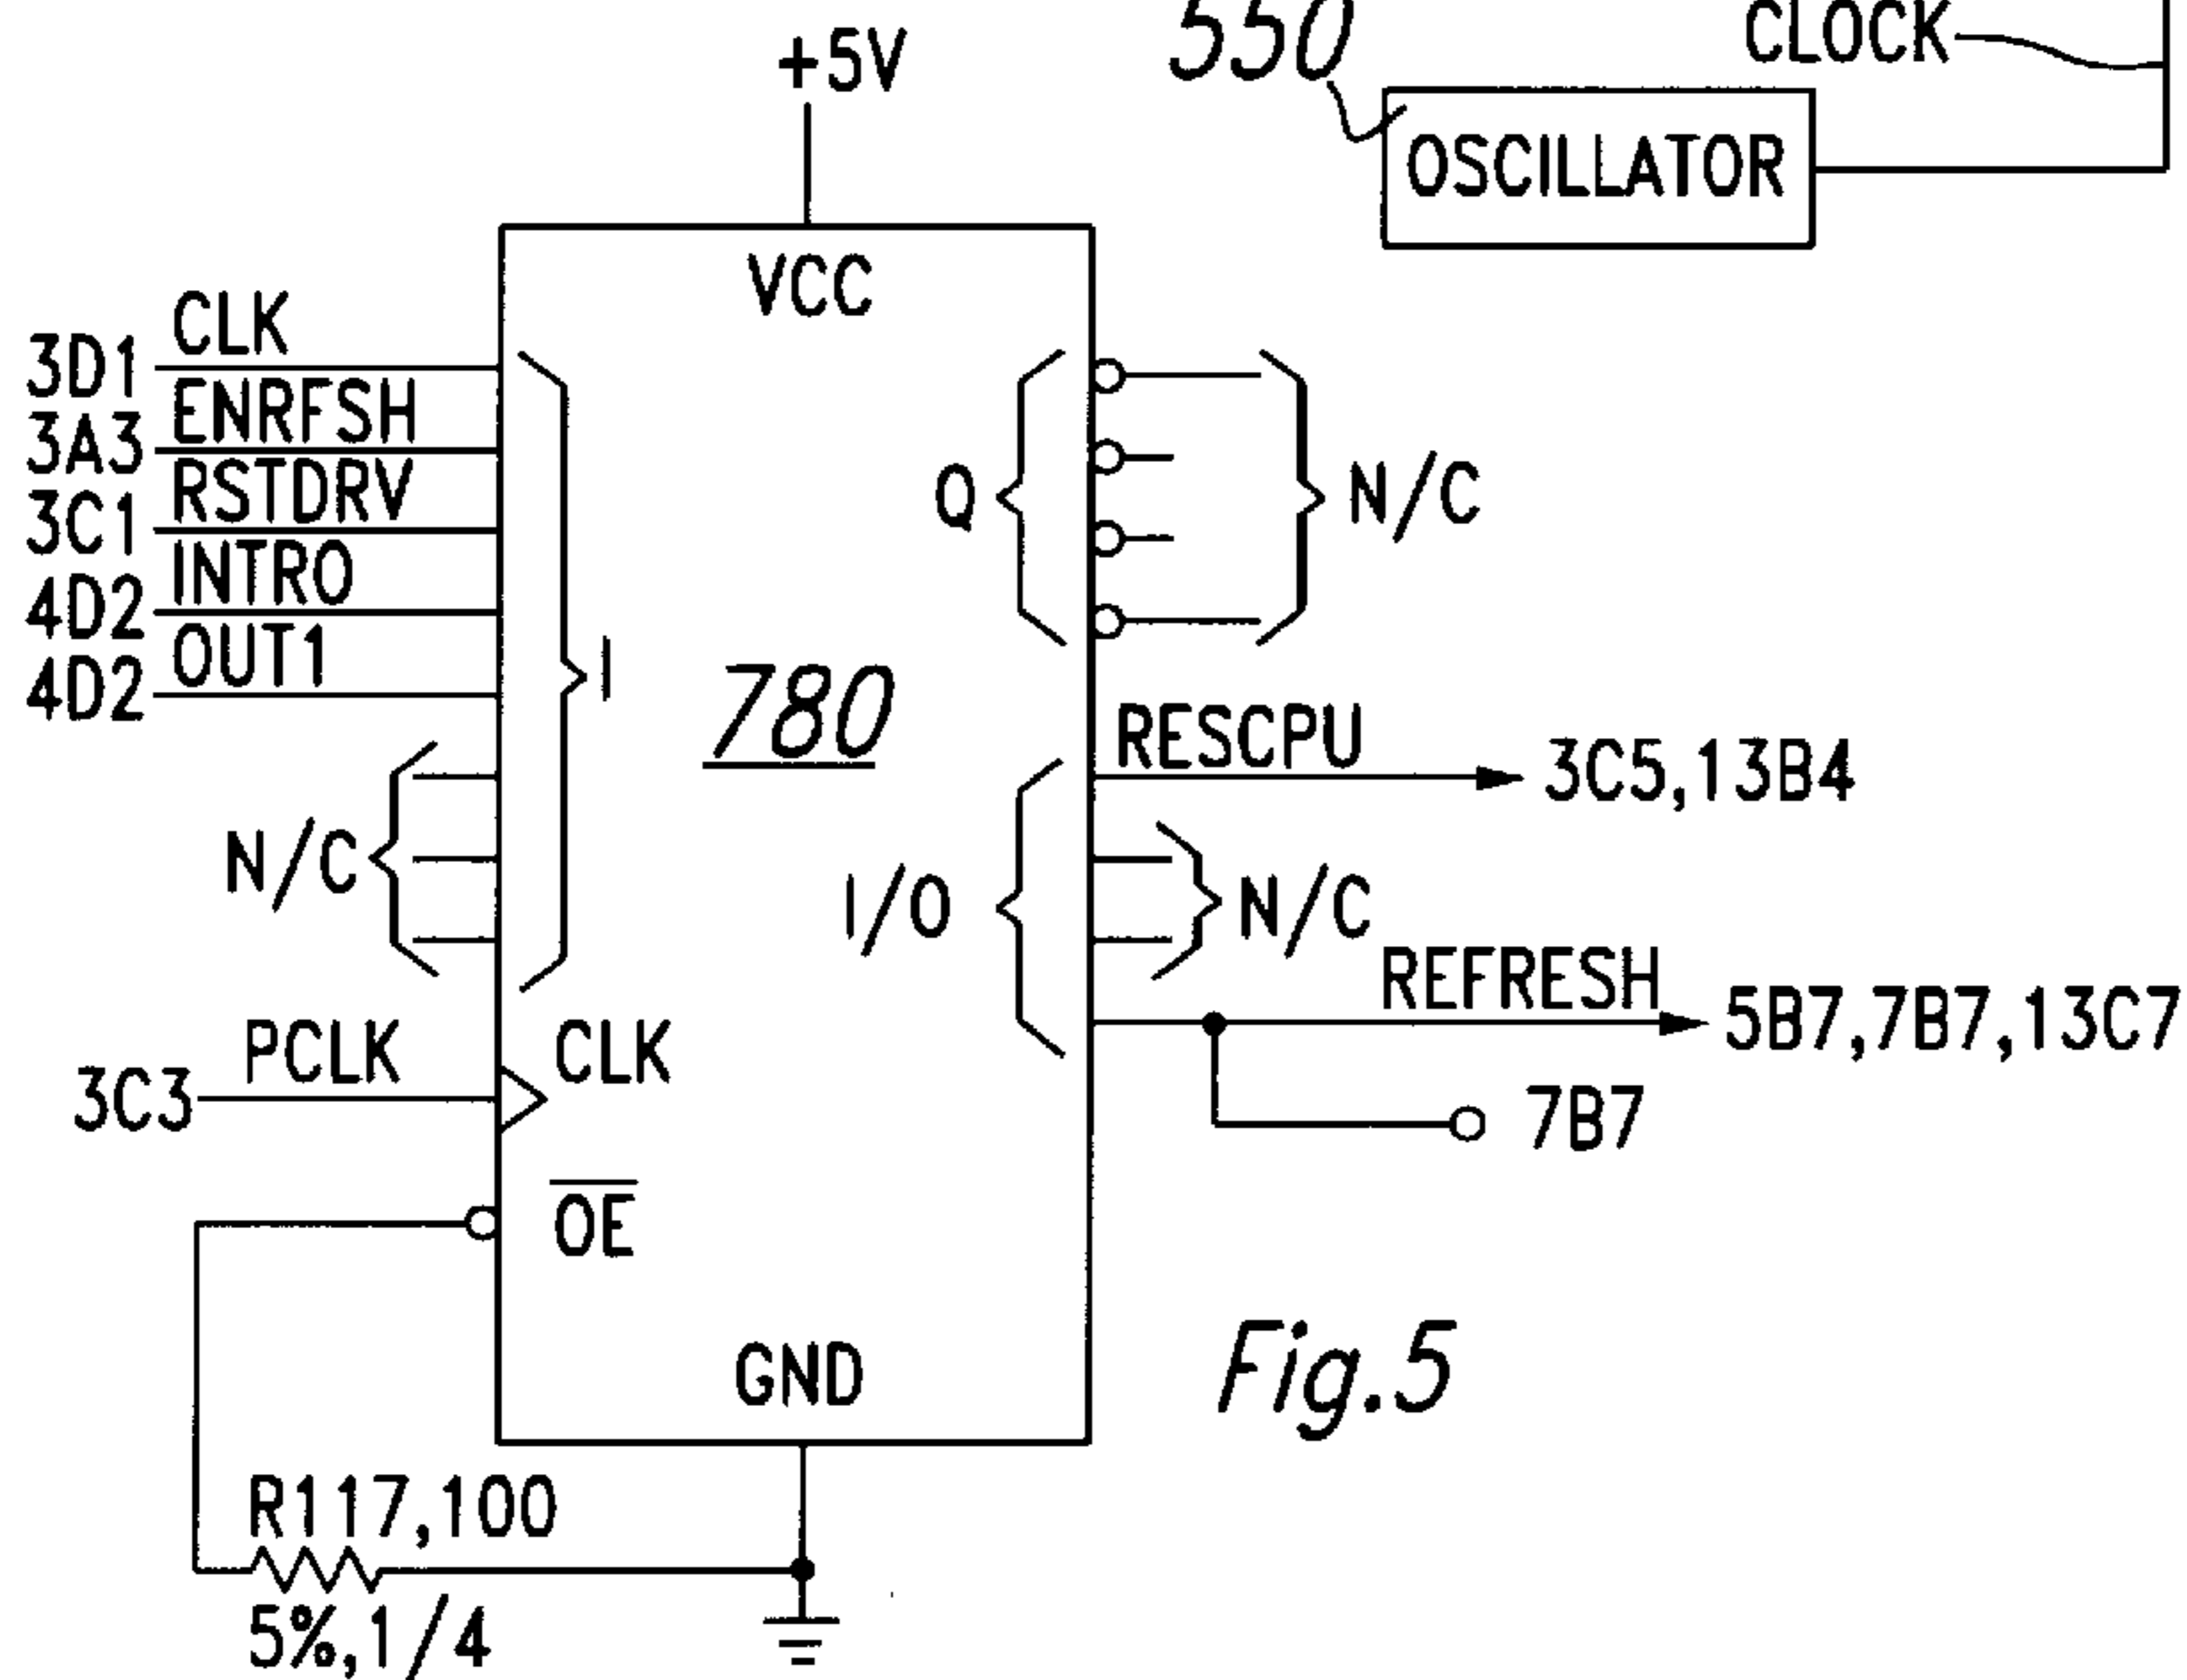 550
CLOCK
+5V
OSCILLATOR
VCC
3D1 CLK
3A3 ENRFSH
3C1 RSTDRV
4D2 INTRO
4D2 OUT1
I
780
Q
N/C
RESCPU
3C5,13B4
N/C
I/O
N/C
REFRESH
5B7,7B7,13C7
3C3 PCLK
CLK
7B7
OE
GND
Fig.5
R117,100
5%,1/4